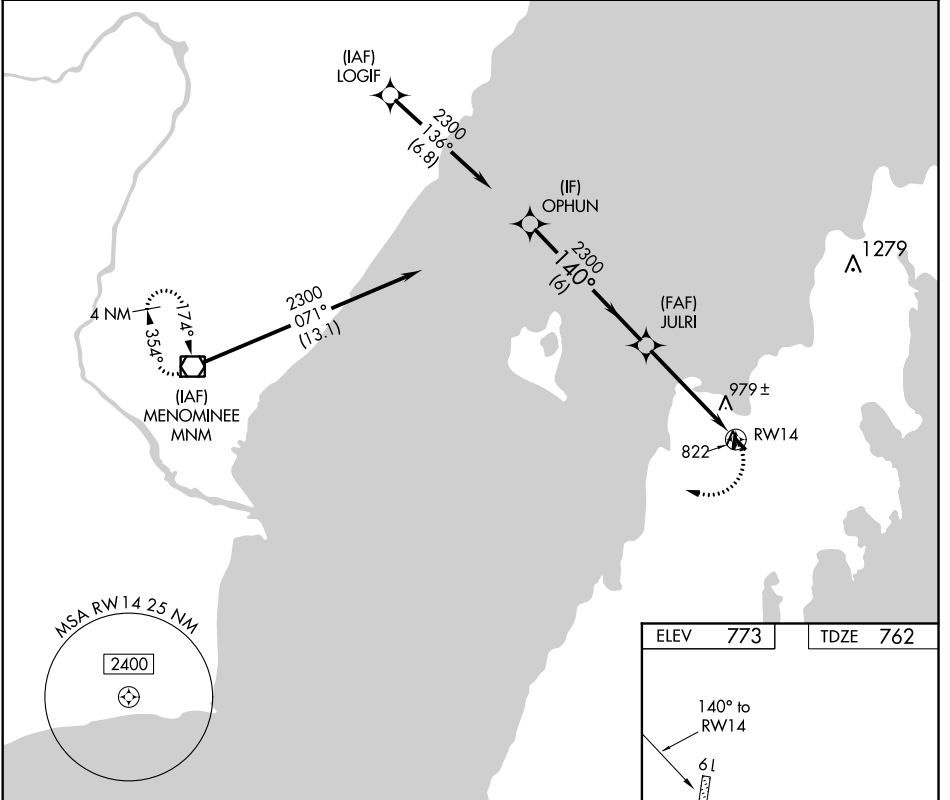 (IAF)
LOGIF
2300
136°
(6.8)
(IF)
OPHUN
2300
140°
(6)
1279
(FAF)
JULRI
2300
071°
(13.1)
4 NM
174°
354°
(IAF)
MENOMINEE
MNM
979 ±
RW14
822
MSA RW14 25 NM
2400
ELEV 773
TDZE 762
140° to
RW14
19